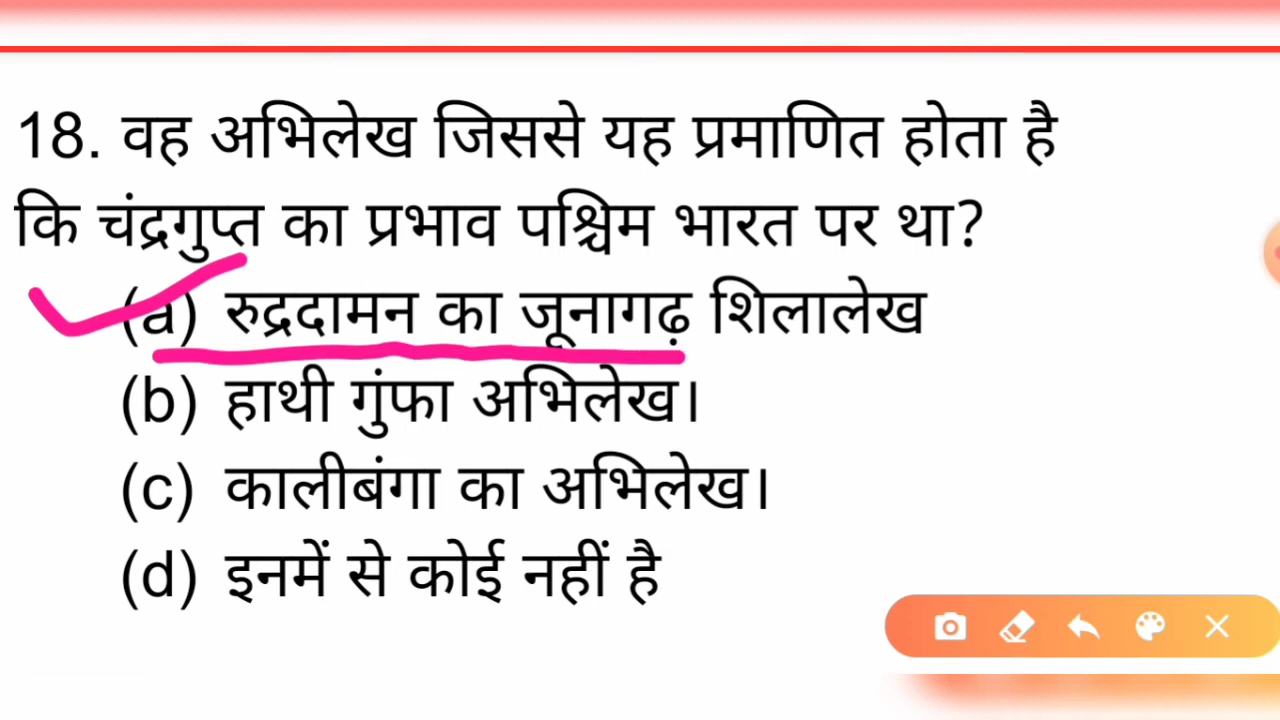 18. वह अभिलेख जिससे यह प्रमाणित होता है
कि चंद्रगुप्त का प्रभाव पश्चिम भारत पर था?
(a) रुद्रदामन का जूनागढ़ शिलालेख
(b) हाथी गुंफा अभिलेख।
(c) कालीबंगा का अभिलेख।
(d) इनमें से कोई नहीं है